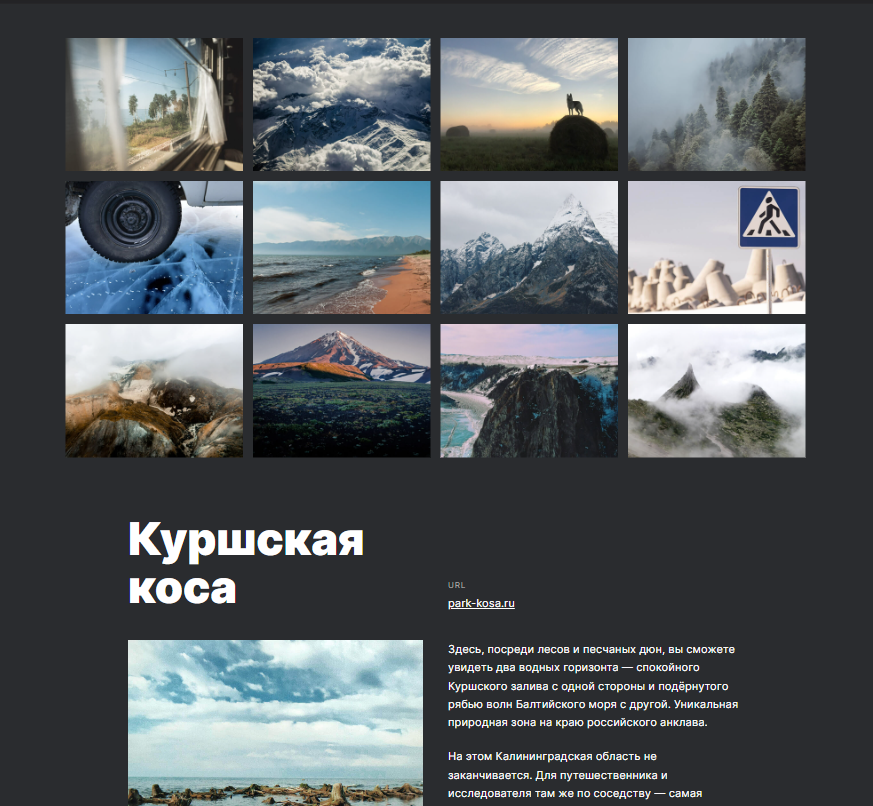 Куршская
коса
URL
park-kosa.ru
Здесь, посреди лесов и песчаных дюн, вы сможете
увидеть два водных горизонта — спокойного
Куршского залива с одной стороны и подёрнутого
рябью волн Балтийского моря с другой. Уникальная
природная зона на краю российского анклава.
На этом Калининградская область не
заканчивается. Для путешественника и
исследователя там же по соседству — самая